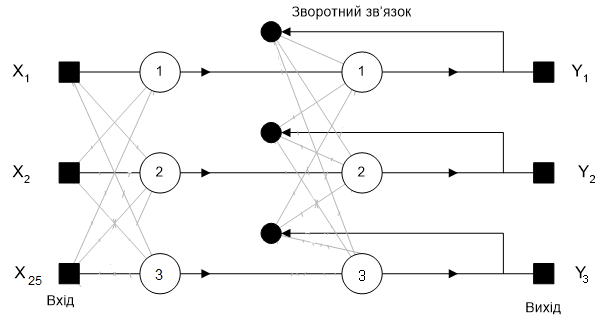 Зворотний зв'язок
X1 1 1 Y1
X2 2 2 Y2
X25 3 3 Y3
Вхід
Вихід